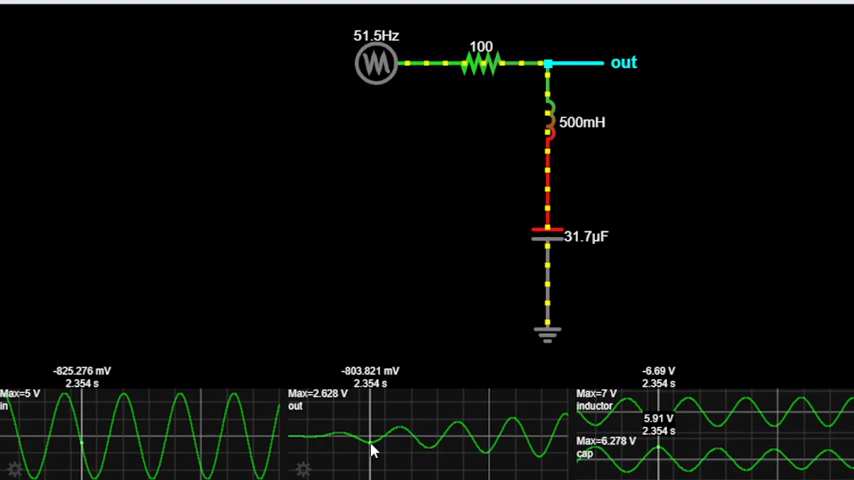 51.5Hz
100
out
500mH
31.7µF
-825.276 mV
2.354 s
Max=5 V
in
-803.821 mV
2.354 s
Max=2.628 V
out
-6.69 V
2.354 s
Max=7 V
inductor
5.91 V
2.354 s
Max=6.278 V
cap